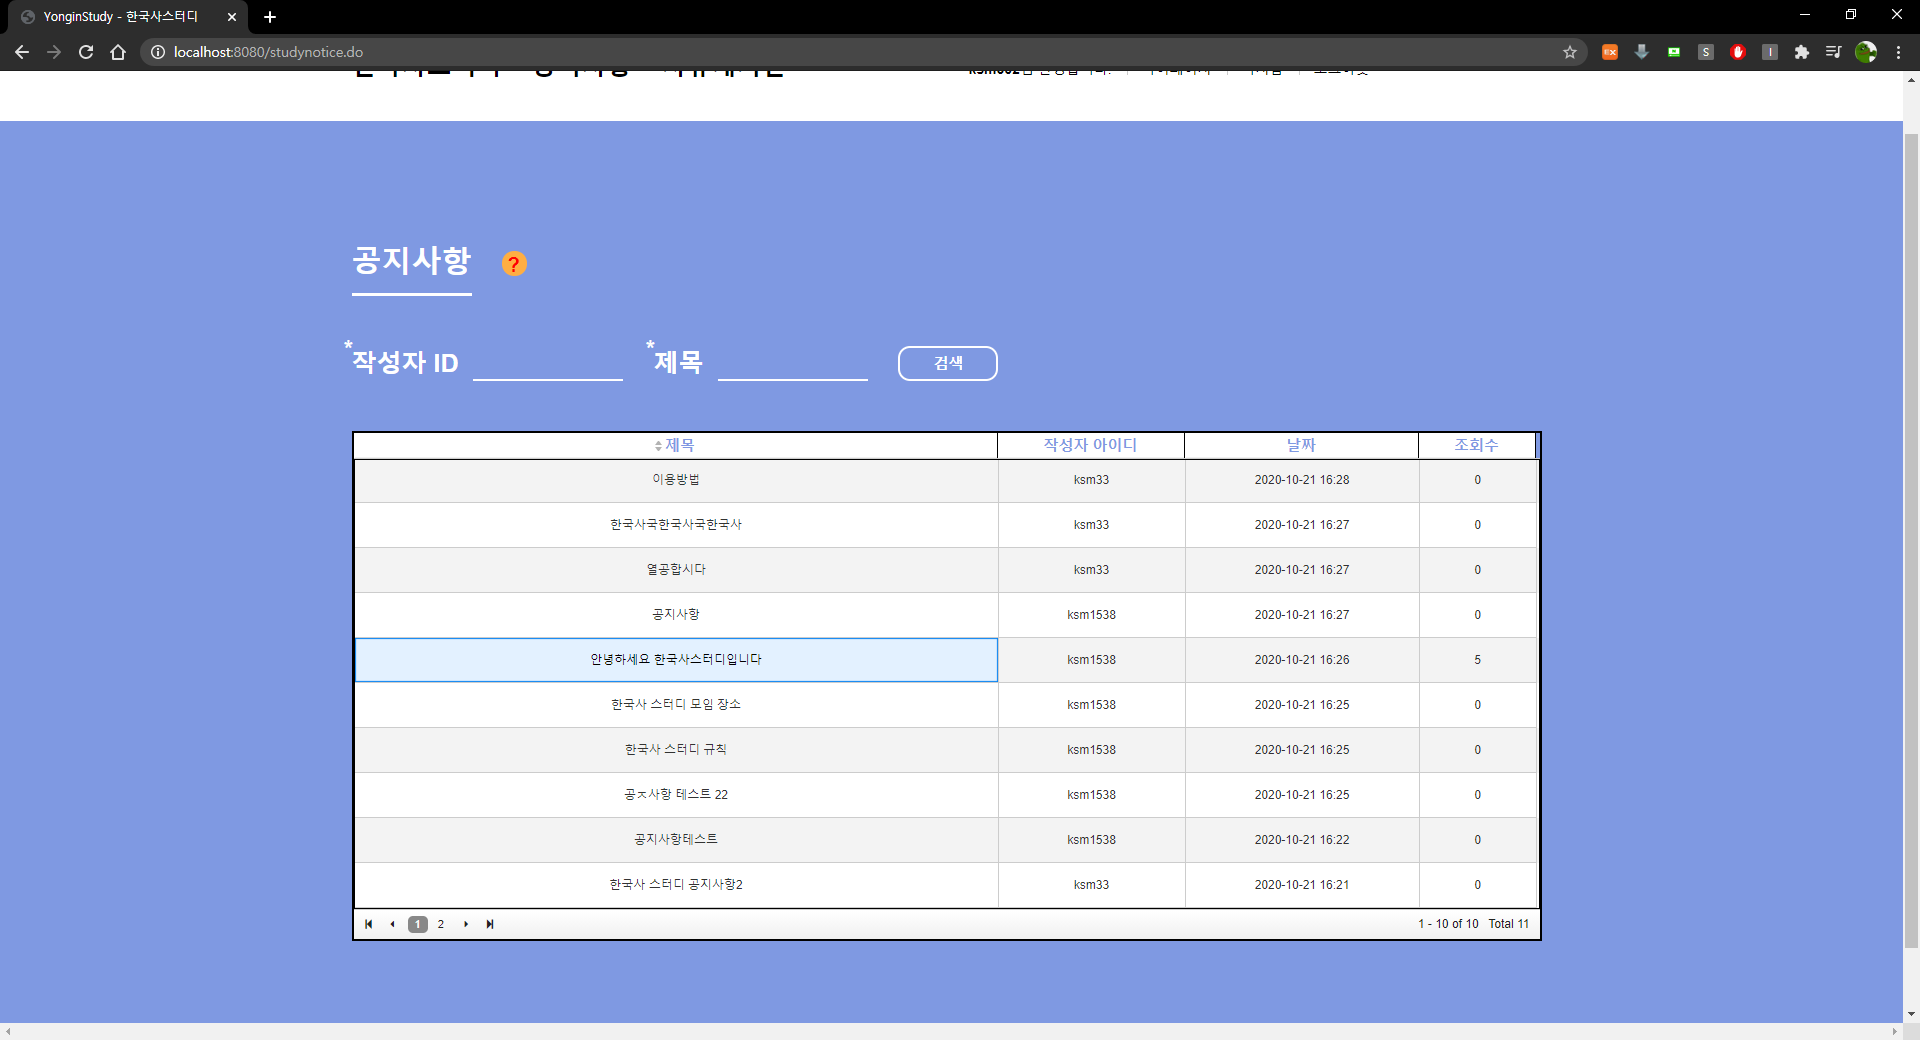 YonginStudy - 한국사스터디
localhost:8080/studynotice.do
공지사항 ?
*작성자 ID *제목 검색
제목 작성자 아이디 날짜 조회수
이용방법 ksm33 2020-10-21 16:28 0
한국사국한국사국한국사 ksm33 2020-10-21 16:27 0
열공합시다 ksm33 2020-10-21 16:27 0
공지사항 ksm1538 2020-10-21 16:27 0
안녕하세요 한국사스터디입니다 ksm1538 2020-10-21 16:26 5
한국사 스터디 모임 장소 ksm1538 2020-10-21 16:25 0
한국사 스터디 규칙 ksm1538 2020-10-21 16:25 0
공ㅈ사항 테스트 22 ksm1538 2020-10-21 16:25 0
공지사항테스트 ksm1538 2020-10-21 16:22 0
한국사 스터디 공지사항2 ksm33 2020-10-21 16:21 0
1 2 1 - 10 of 10 Total 11